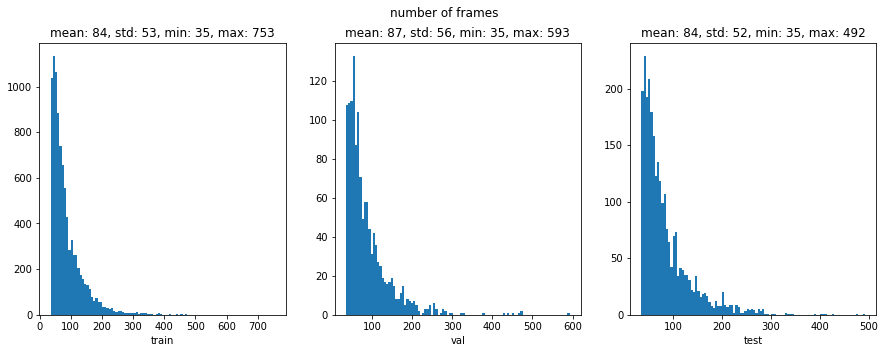 number of frames
mean: 84, std: 53, min: 35, max: 753
1000
800
600
400
200
0
0 100 200 300 400 500 600 700
train
mean: 87, std: 56, min: 35, max: 593
120
100
80
60
40
20
0
100 200 300 400 500 600
val
mean: 84, std: 52, min: 35, max: 492
200
150
100
50
0
100 200 300 400 500
test